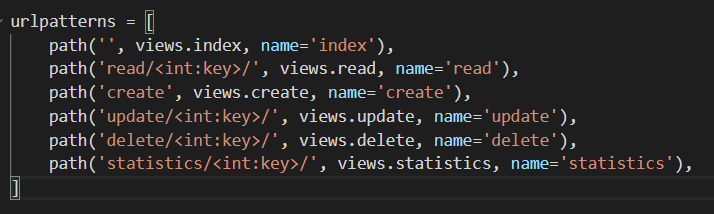 urlpatterns = [
    path('', views.index, name='index'),
    path('read/<int:key>/', views.read, name='read'),
    path('create', views.create, name='create'),
    path('update/<int:key>/', views.update, name='update'),
    path('delete/<int:key>/', views.delete, name='delete'),
    path('statistics/<int:key>/', views.statistics, name='statistics'),
]